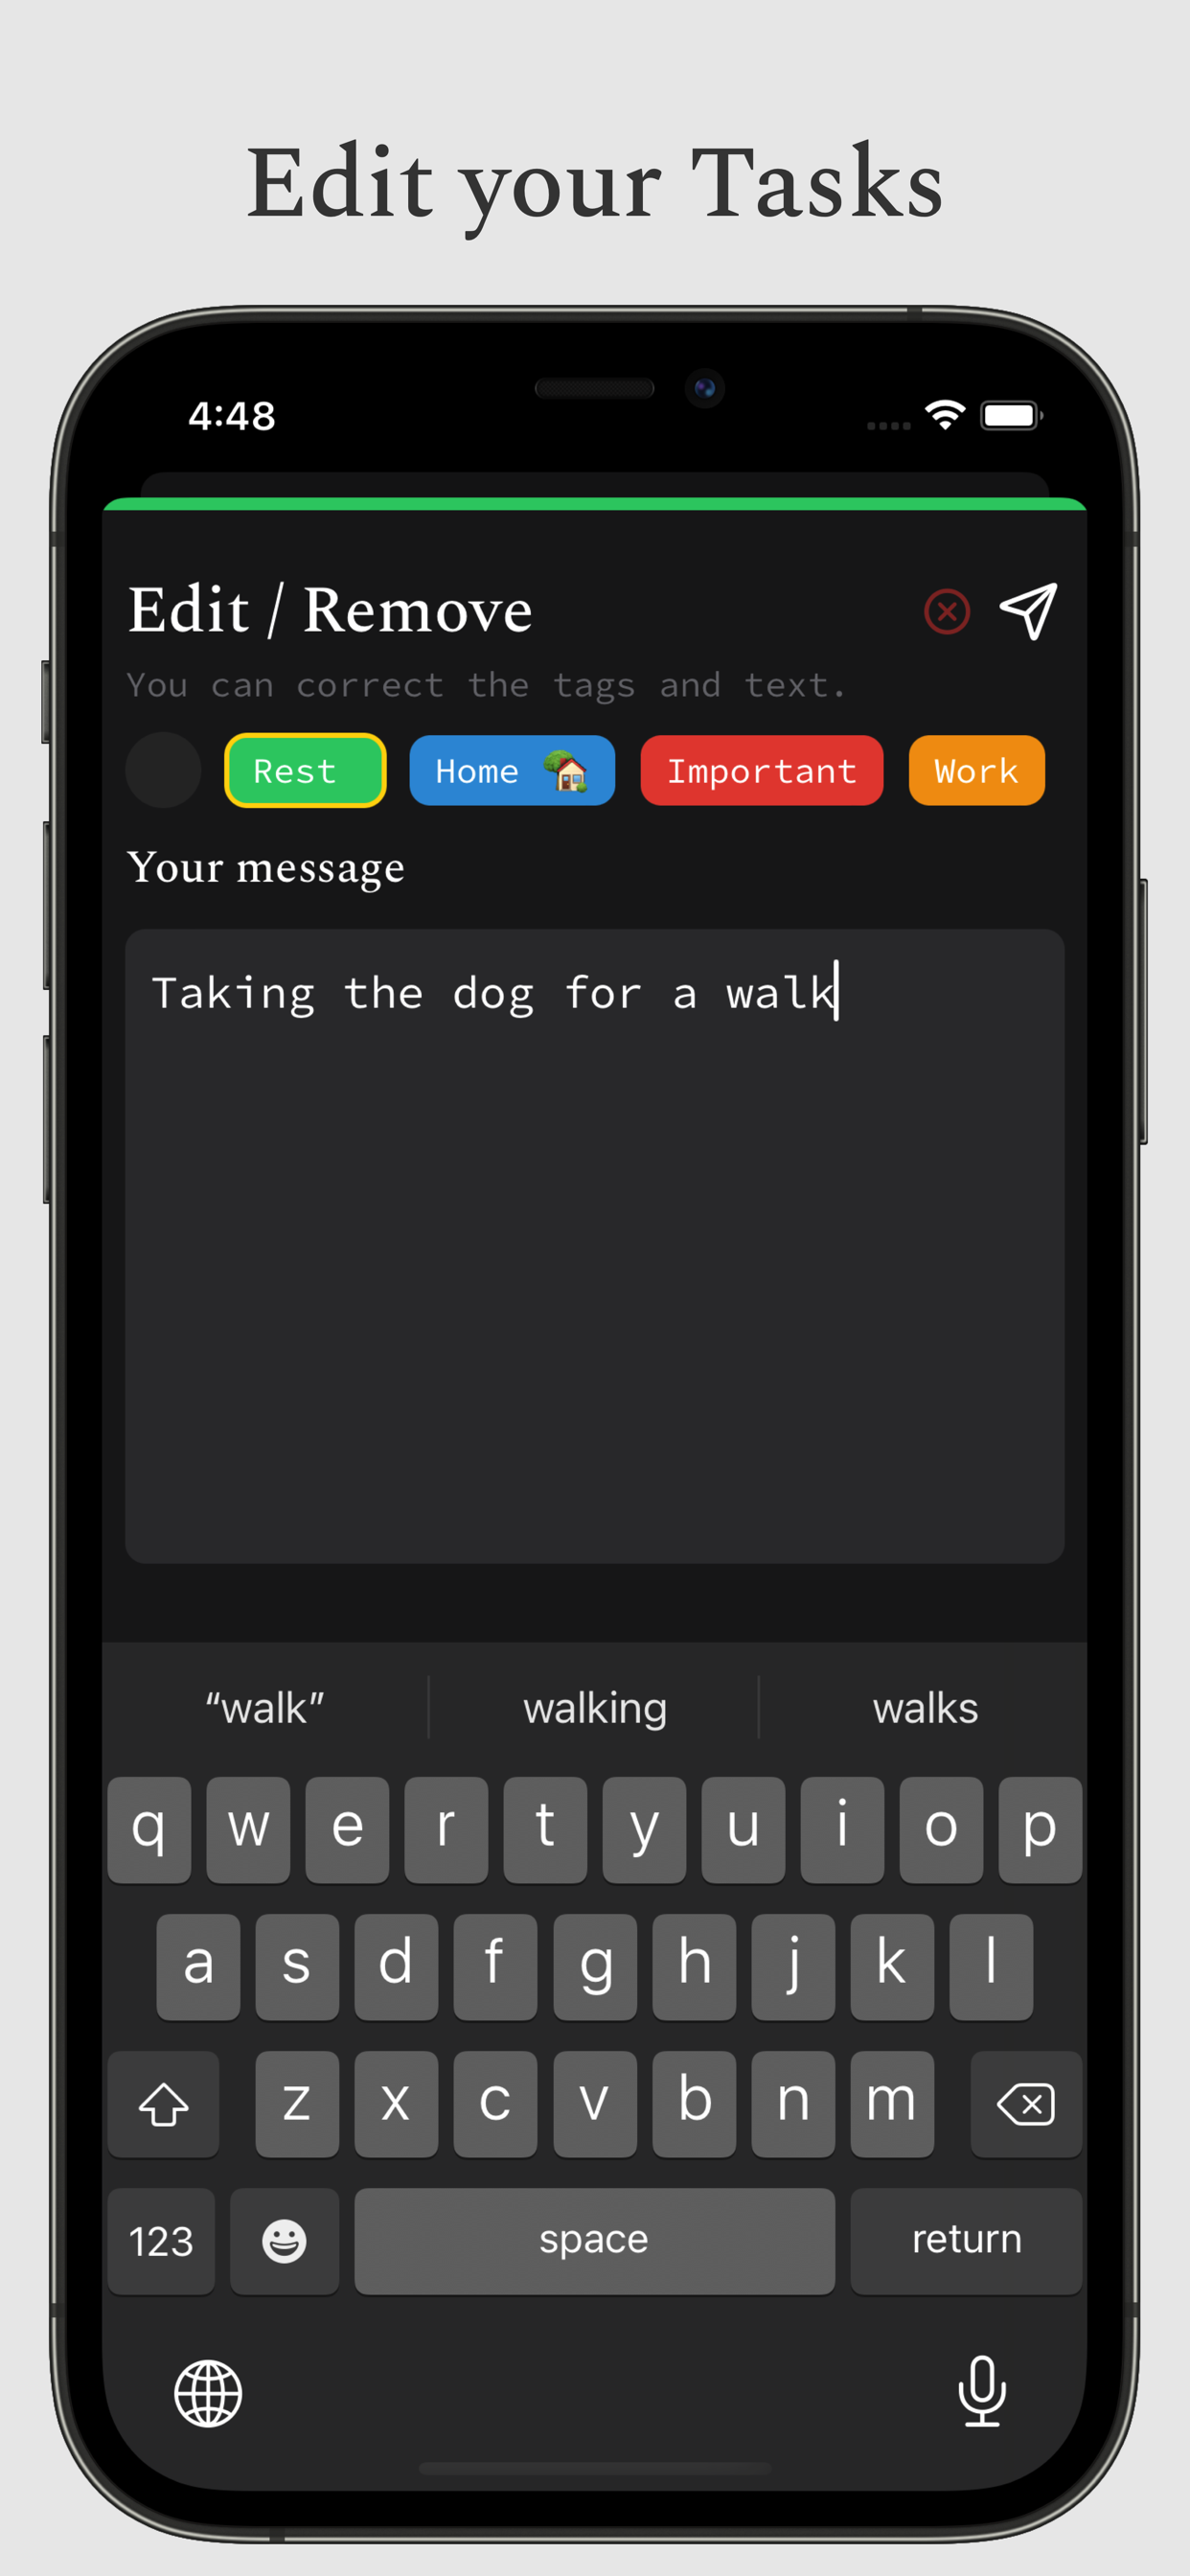 Edit your Tasks
4:48
Edit / Remove
You can correct the tags and text.
Rest Home 🏡 Important Work
Your message
Taking the dog for a walk
“walk” walking walks
q w e r t y u i o p
a s d f g h j k l
z x c v b n m
123 space return